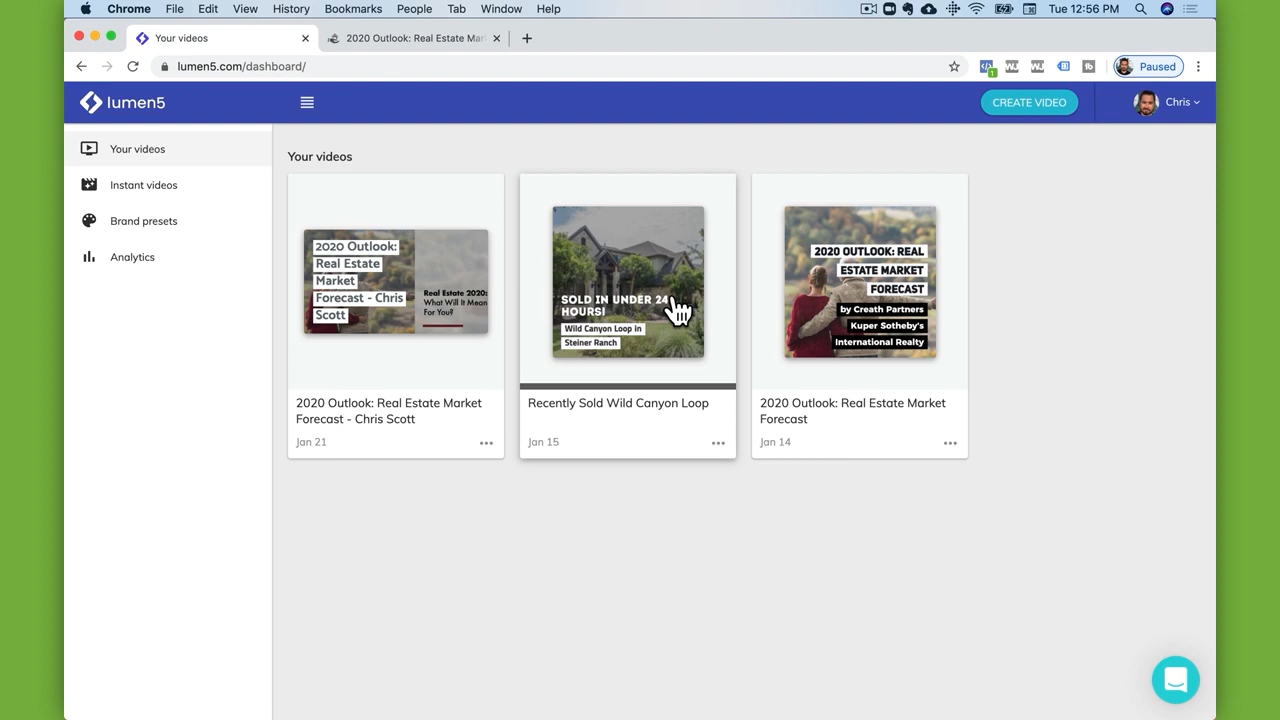 Chrome File Edit View History Bookmarks People Tab Window Help Tue 12:56 PM
Your videos 2020 Outlook: Real Estate Mar
lumen5.com/dashboard/ Paused
lumen5 CREATE VIDEO Chris
Your videos
Instant videos
Brand presets
Analytics
Your videos
2020 Outlook:
Real Estate
Market
Forecast - Chris
Scott
Real Estate 2020:
What Will It Mean
For You?
2020 Outlook: Real Estate Market
Forecast - Chris Scott
Jan 21
SOLD IN UNDER 24
HOURS!
Wild Canyon Loop in
Steiner Ranch
Recently Sold Wild Canyon Loop
Jan 15
2020 OUTLOOK: REAL
ESTATE MARKET
FORECAST
by Creath Partners
Kuper Sotheby's
International Realty
2020 Outlook: Real Estate Market
Forecast
Jan 14